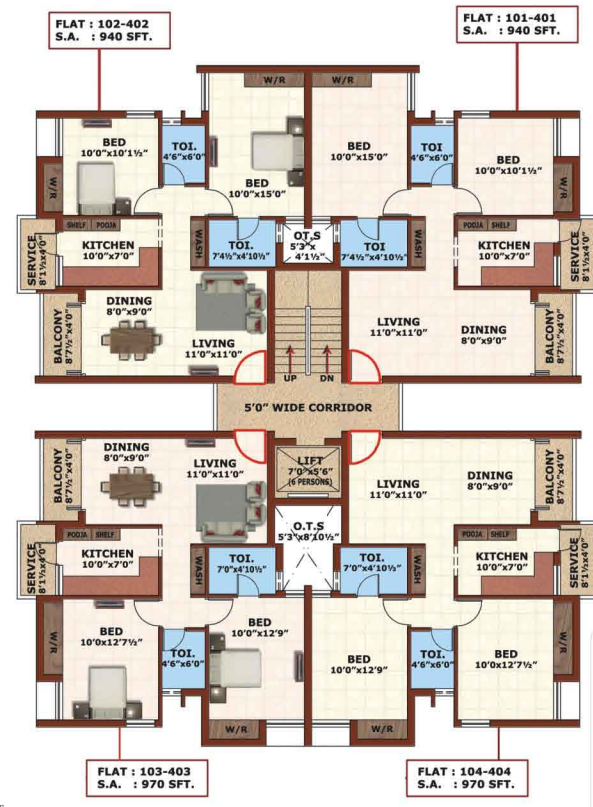 FLAT : 102-402
S.A. : 940 SFT.
FLAT : 101-401
S.A. : 940 SFT.
W/R
W/R
BED
10'0"x10'1½"
TOI.
4'6"x6'0"
BED
10'0"x15'0"
BED
10'0"x15'0"
TOI
4'6"x6'0"
BED
10'0"x10'1½"
W/R
W/R
SHELF POOJA
POOJA SHELF
SERVICE
8'1½"x4'0"
KITCHEN
10'0"x7'0"
WASH
TOI.
7'4½"x4'10½"
O.T.S
5'3"x
4'1½"
TOI
7'4½"x4'10½"
WASH
KITCHEN
10'0"x7'0"
SERVICE
8'1½"x4'0"
BALCONY
8'7½"x4'0"
DINING
8'0"x9'0"
LIVING
11'0"x11'0"
UP
DN
LIVING
11'0"x11'0"
DINING
8'0"x9'0"
BALCONY
8'7½"x4'0"
5'0" WIDE CORRIDOR
BALCONY
8'7½"x4'0"
DINING
8'0"x9'0"
LIVING
11'0"x11'0"
LIFT
7'0"x5'6"
(6 PERSONS)
LIVING
11'0"x11'0"
DINING
8'0"x9'0"
BALCONY
8'7½"x4'0"
O.T.S
5'3"x8'10½"
POOJA SHELF
POOJA SHELF
SERVICE
8'1½"x4'0"
KITCHEN
10'0"x7'0"
WASH
TOI.
7'0"x4'10½"
TOI.
7'0"x4'10½"
WASH
KITCHEN
10'0"x7'0"
SERVICE
8'1½"x4'0"
W/R
BED
10'0x12'7½"
TOI.
4'6"x6'0"
BED
10'0"x12'9"
BED
10'0"x12'9"
TOI.
4'6"x6'0"
BED
10'0x12'7½"
W/R
W/R
W/R
FLAT : 103-403
S.A. : 970 SFT.
FLAT : 104-404
S.A. : 970 SFT.